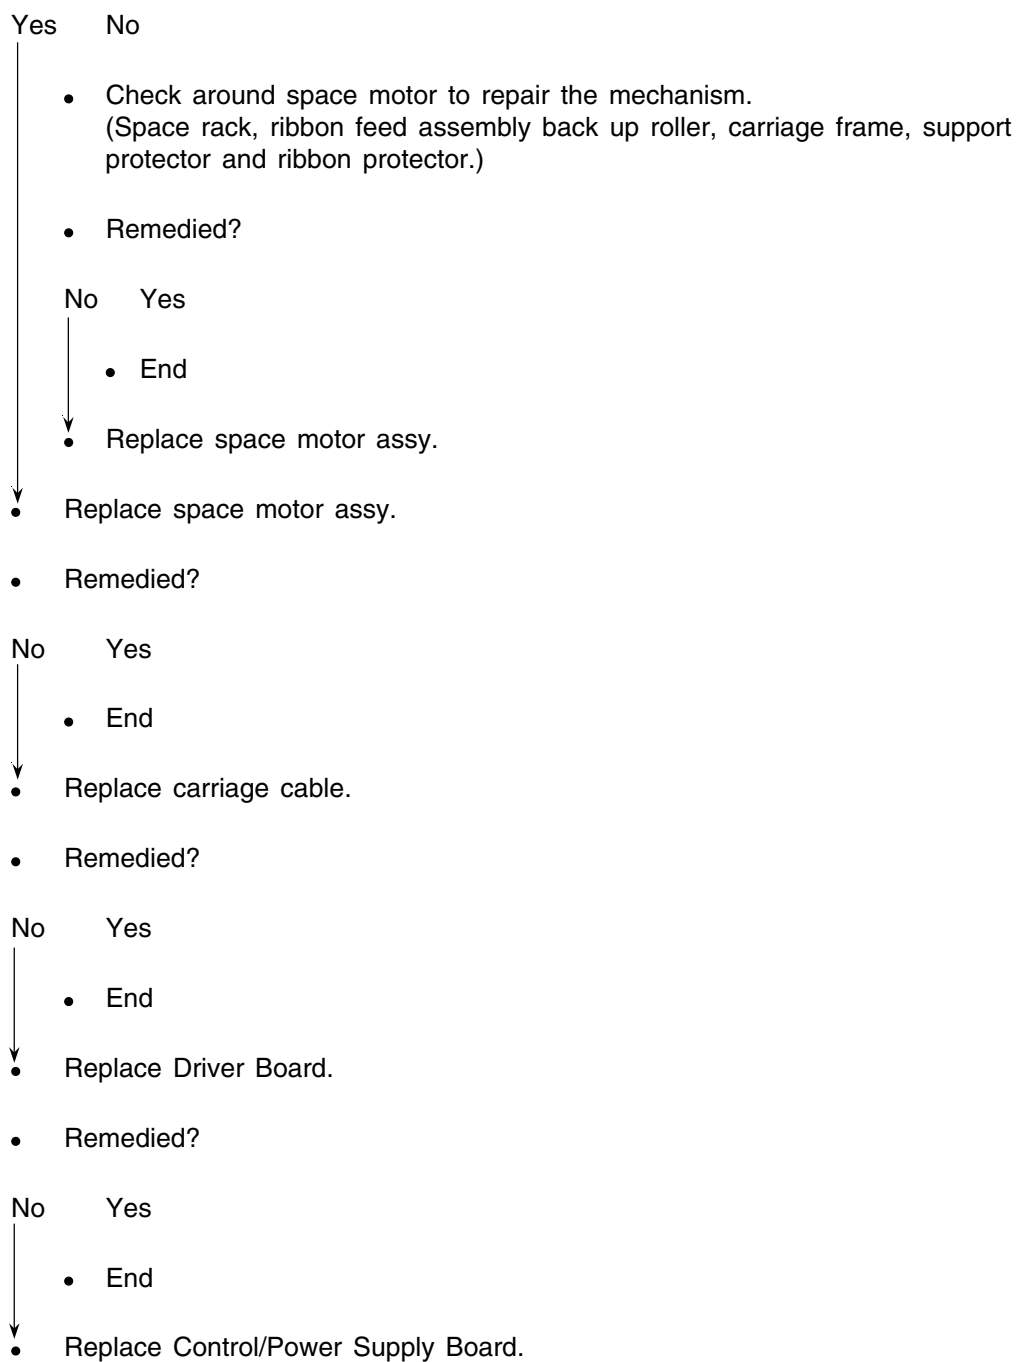 Yes No
• Check around space motor to repair the mechanism.
(Space rack, ribbon feed assembly back up roller, carriage frame, support
protector and ribbon protector.)
• Remedied?
No Yes
• End
• Replace space motor assy.
• Replace space motor assy.
• Remedied?
No Yes
• End
• Replace carriage cable.
• Remedied?
No Yes
• End
• Replace Driver Board.
• Remedied?
No Yes
• End
• Replace Control/Power Supply Board.